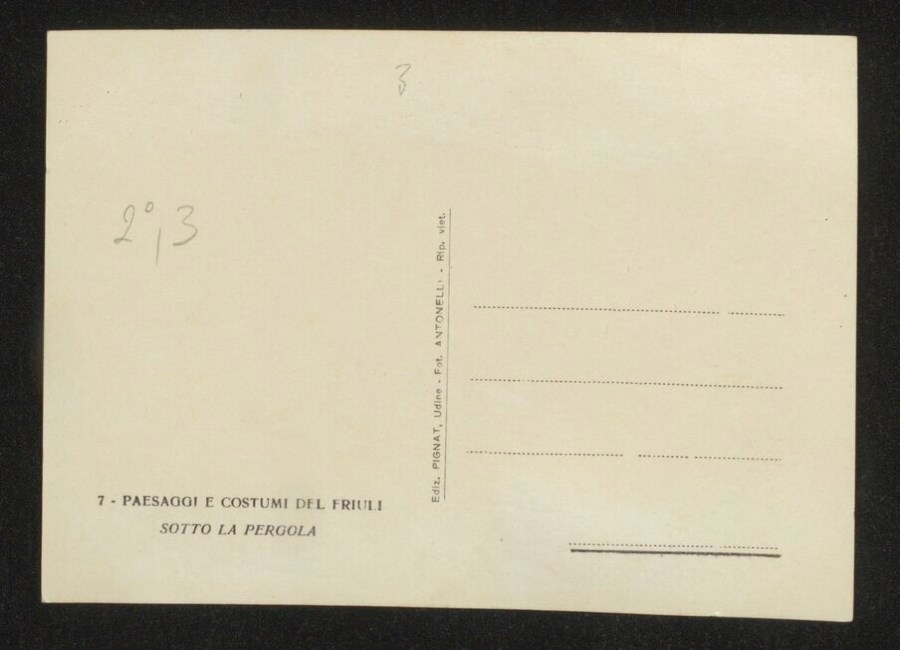 3
2°,3
Ediz. PIGNAT, Udine - Fot. ANTONELLI - Rip. viet.
7 - PAESAGGI E COSTUMI DEL FRIULI
SOTTO LA PERGOLA